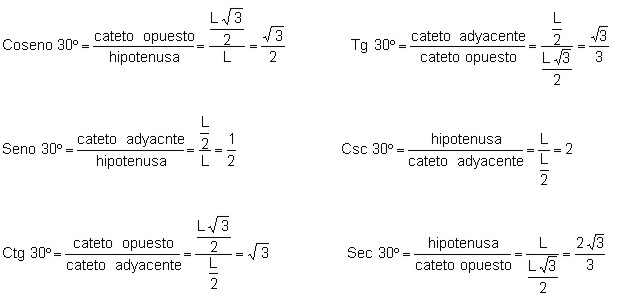 Coseno 30º = cateto opuesto / hipotenusa = (L√3/2) / L = √3/2
Tg 30º = cateto adyacente / cateto opuesto = (L/2) / (L√3/2) = √3/3
Seno 30º = cateto adyacnte / hipotenusa = (L/2) / L = 1/2
Csc 30º = hipotenusa / cateto adyacente = L / (L/2) = 2
Ctg 30º = cateto opuesto / cateto adyacente = (L√3/2) / (L/2) = √3
Sec 30º = hipotenusa / cateto opuesto = L / (L√3/2) = 2√3/3